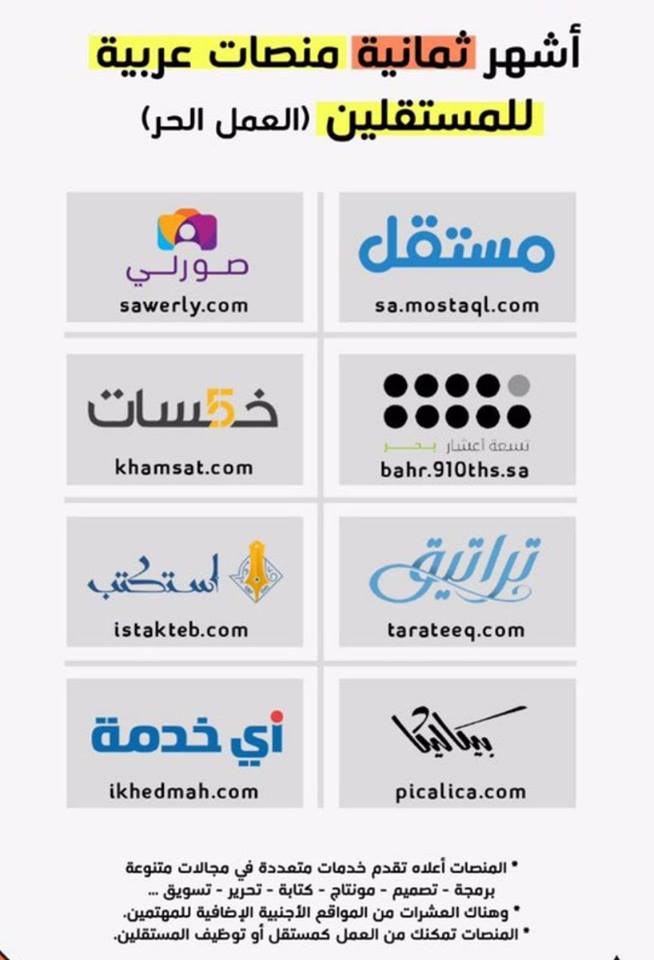 أشهر ثمانية منصات عربية
للمستقلين (العمل الحر)
مستقل
sa.mostaql.com
صورلي
sawerly.com
تسعة أعشار بحر
bahr.910ths.sa
خمسات
khamsat.com
تراتيق
tarateeq.com
استكتب
istakteb.com
بيكاليكا
picalica.com
أي خدمة
ikhedmah.com
* المنصات أعلاه تقدم خدمات متعددة في مجالات متنوعة
برمجة - تصميم - مونتاج - كتابة - تحرير - تسويق ...
* وهناك العشرات من المواقع الأجنبية الإضافية للمهتمين.
* المنصات تمكنك من العمل كمستقل أو توظيف المستقلين.